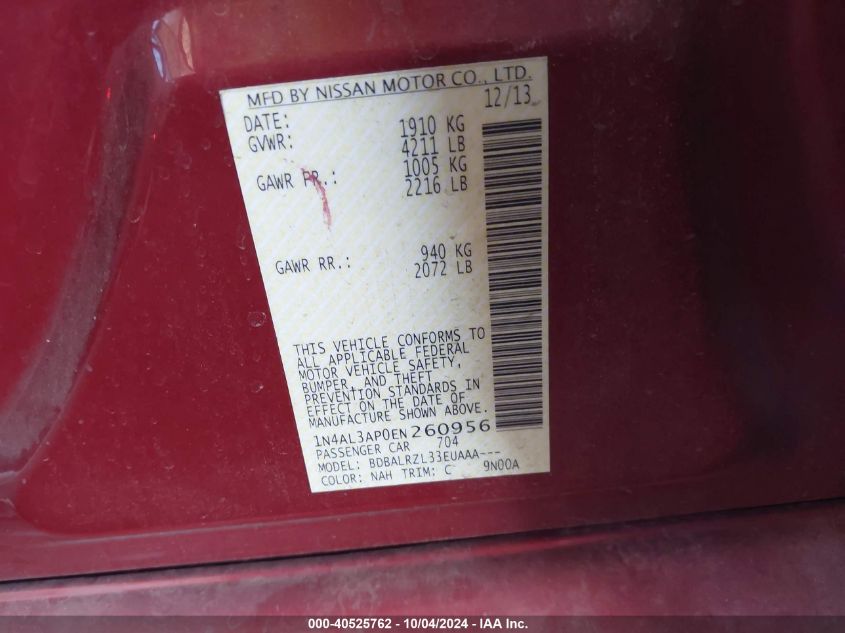 MFD BY NISSAN MOTOR CO., LTD.
DATE: 12/13
GVWR: 1910 KG
4211 LB
GAWR FR.: 1005 KG
2216 LB
GAWR RR.: 940 KG
2072 LB
THIS VEHICLE CONFORMS TO
ALL APPLICABLE FEDERAL
MOTOR VEHICLE SAFETY,
BUMPER, AND THEFT
PREVENTION STANDARDS IN
EFFECT ON THE DATE OF
MANUFACTURE SHOWN ABOVE.
1N4AL3AP0EN260956
PASSENGER CAR 704
MODEL: BDBALRZL33EUAAA---
COLOR: NAH TRIM: C 9N00A
000-40525762 - 10/04/2024 - IAA Inc.